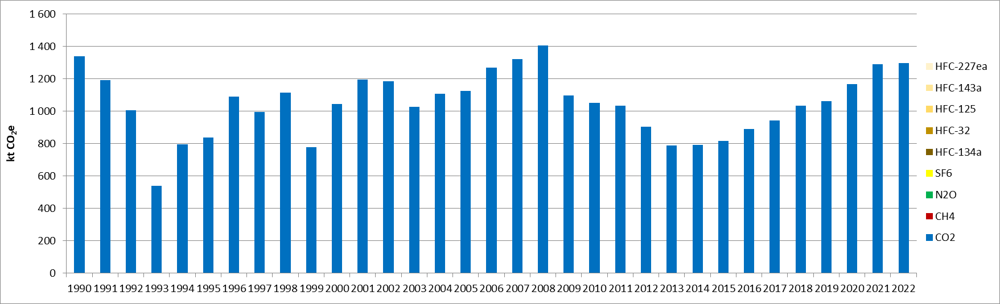 1 600
1 400
1 200
1 000
800
600
400
200
0
kt CO₂e
1990 1991 1992 1993 1994 1995 1996 1997 1998 1999 2000 2001 2002 2003 2004 2005 2006 2007 2008 2009 2010 2011 2012 2013 2014 2015 2016 2017 2018 2019 2020 2021 2022
HFC-227ea
HFC-143a
HFC-125
HFC-32
HFC-134a
SF6
N2O
CH4
CO2